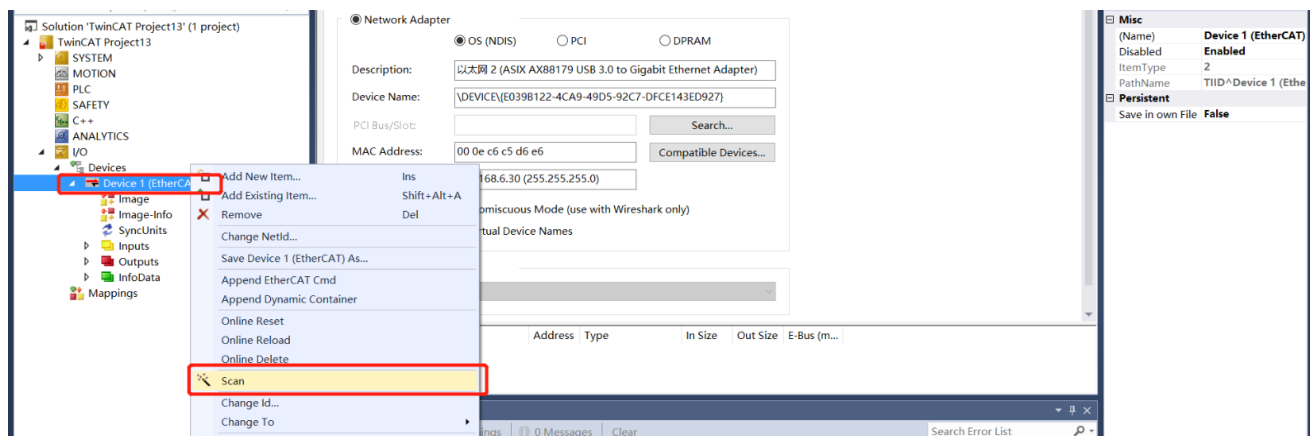 Solution 'TwinCAT Project13' (1 project)
TwinCAT Project13
SYSTEM
MOTION
PLC
SAFETY
C++
ANALYTICS
I/O
Devices
Device 1 (EtherCA
Image
Image-Info
SyncUnits
Inputs
Outputs
InfoData
Mappings
Add New Item... Ins
Add Existing Item... Shift+Alt+A
Remove Del
Change NetId...
Save Device 1 (EtherCAT) As...
Append EtherCAT Cmd
Append Dynamic Container
Online Reset
Online Reload
Online Delete
Scan
Change Id...
Change To
Network Adapter
OS (NDIS) PCI DPRAM
Description: 以太网 2 (ASIX AX88179 USB 3.0 to Gigabit Ethernet Adapter)
Device Name: \DEVICE\{E039B122-4CA9-49D5-92C7-DFCE143ED927}
PCI Bus/Slot: Search...
MAC Address: 00 0e c6 c5 d6 e6 Compatible Devices...
168.6.30 (255.255.255.0)
omiscuous Mode (use with Wireshark only)
rtual Device Names
Address Type In Size Out Size E-Bus (m...
ings 0 Messages Clear Search Error List
Misc
(Name) Device 1 (EtherCAT)
Disabled Enabled
ItemType 2
PathName TIID^Device 1 (Ethe
Persistent
Save in own File False